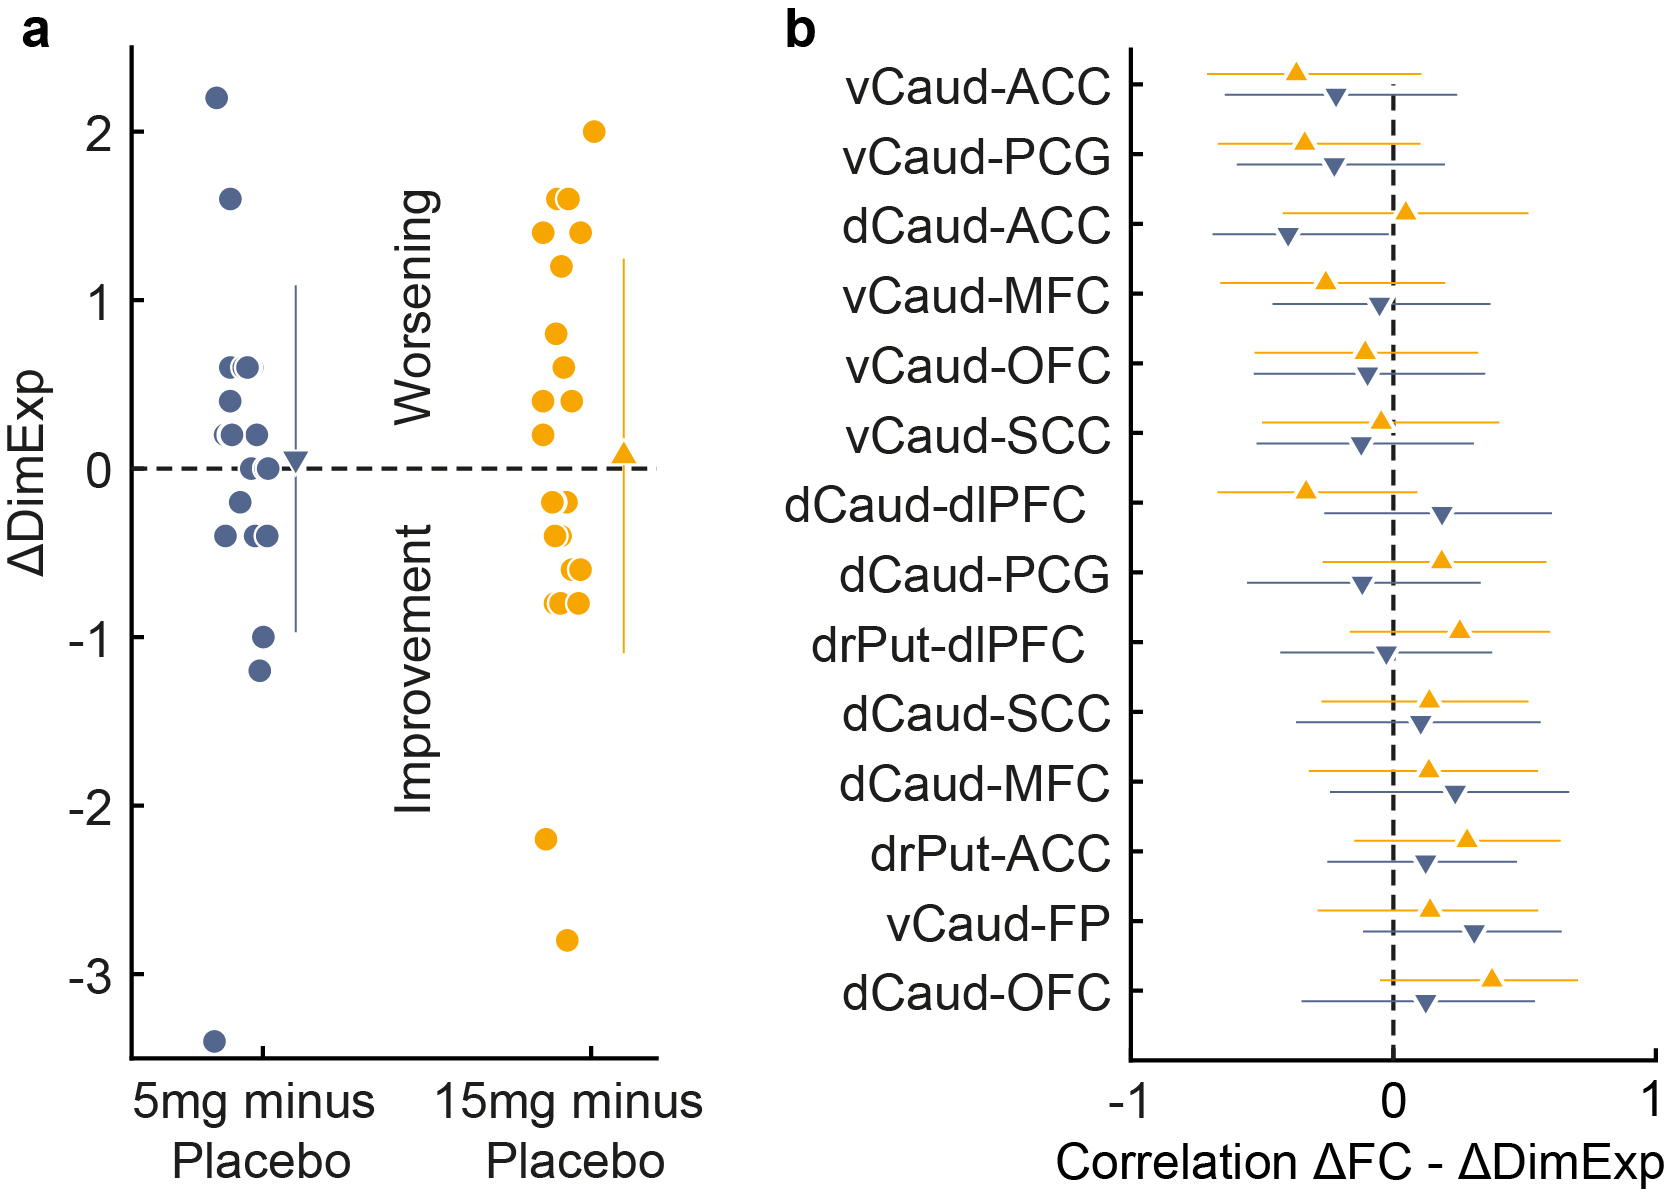 a
ΔDimExp
2
1
0
-1
-2
-3
Worsening
Improvement
5mg minus
Placebo
15mg minus
Placebo
b
vCaud-ACC
vCaud-PCG
dCaud-ACC
vCaud-MFC
vCaud-OFC
vCaud-SCC
dCaud-dlPFC
dCaud-PCG
drPut-dlPFC
dCaud-SCC
dCaud-MFC
drPut-ACC
vCaud-FP
dCaud-OFC
-1
0
1
Correlation ΔFC - ΔDimExp